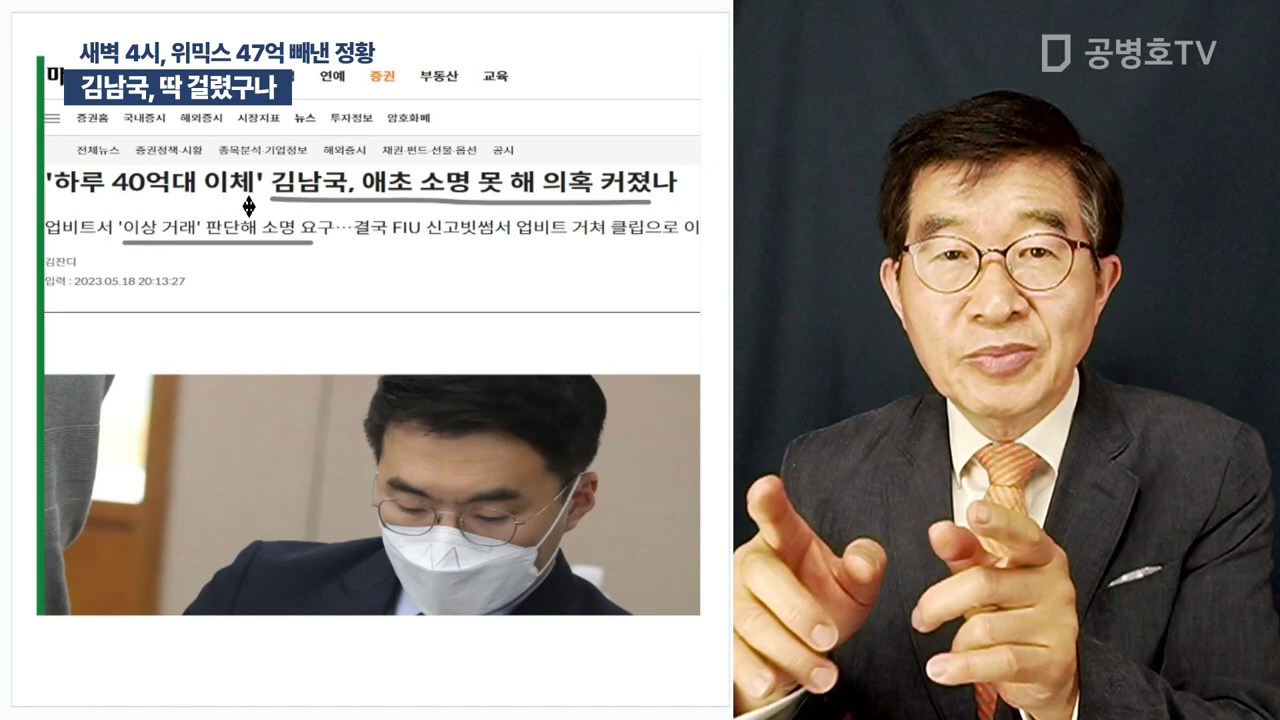 새벽 4시, 위믹스 47억 빼낸 정황
김남국, 딱 걸렸구나
공병호TV
연예 증권 부동산 교육
증권홈 국내증시 해외증시 시장지표 뉴스 투자정보 암호화폐
전체뉴스 증권정책·시황 종목분석·기업정보 해외증시 채권·펀드·선물·옵션 공시
'하루 40억대 이체' 김남국, 애초 소명 못 해 의혹 커졌나
업비트서 '이상 거래' 판단해 소명 요구…결국 FIU 신고빗썸서 업비트 거쳐 클립으로 이
김잔디
입력 : 2023.05.18 20:13:27